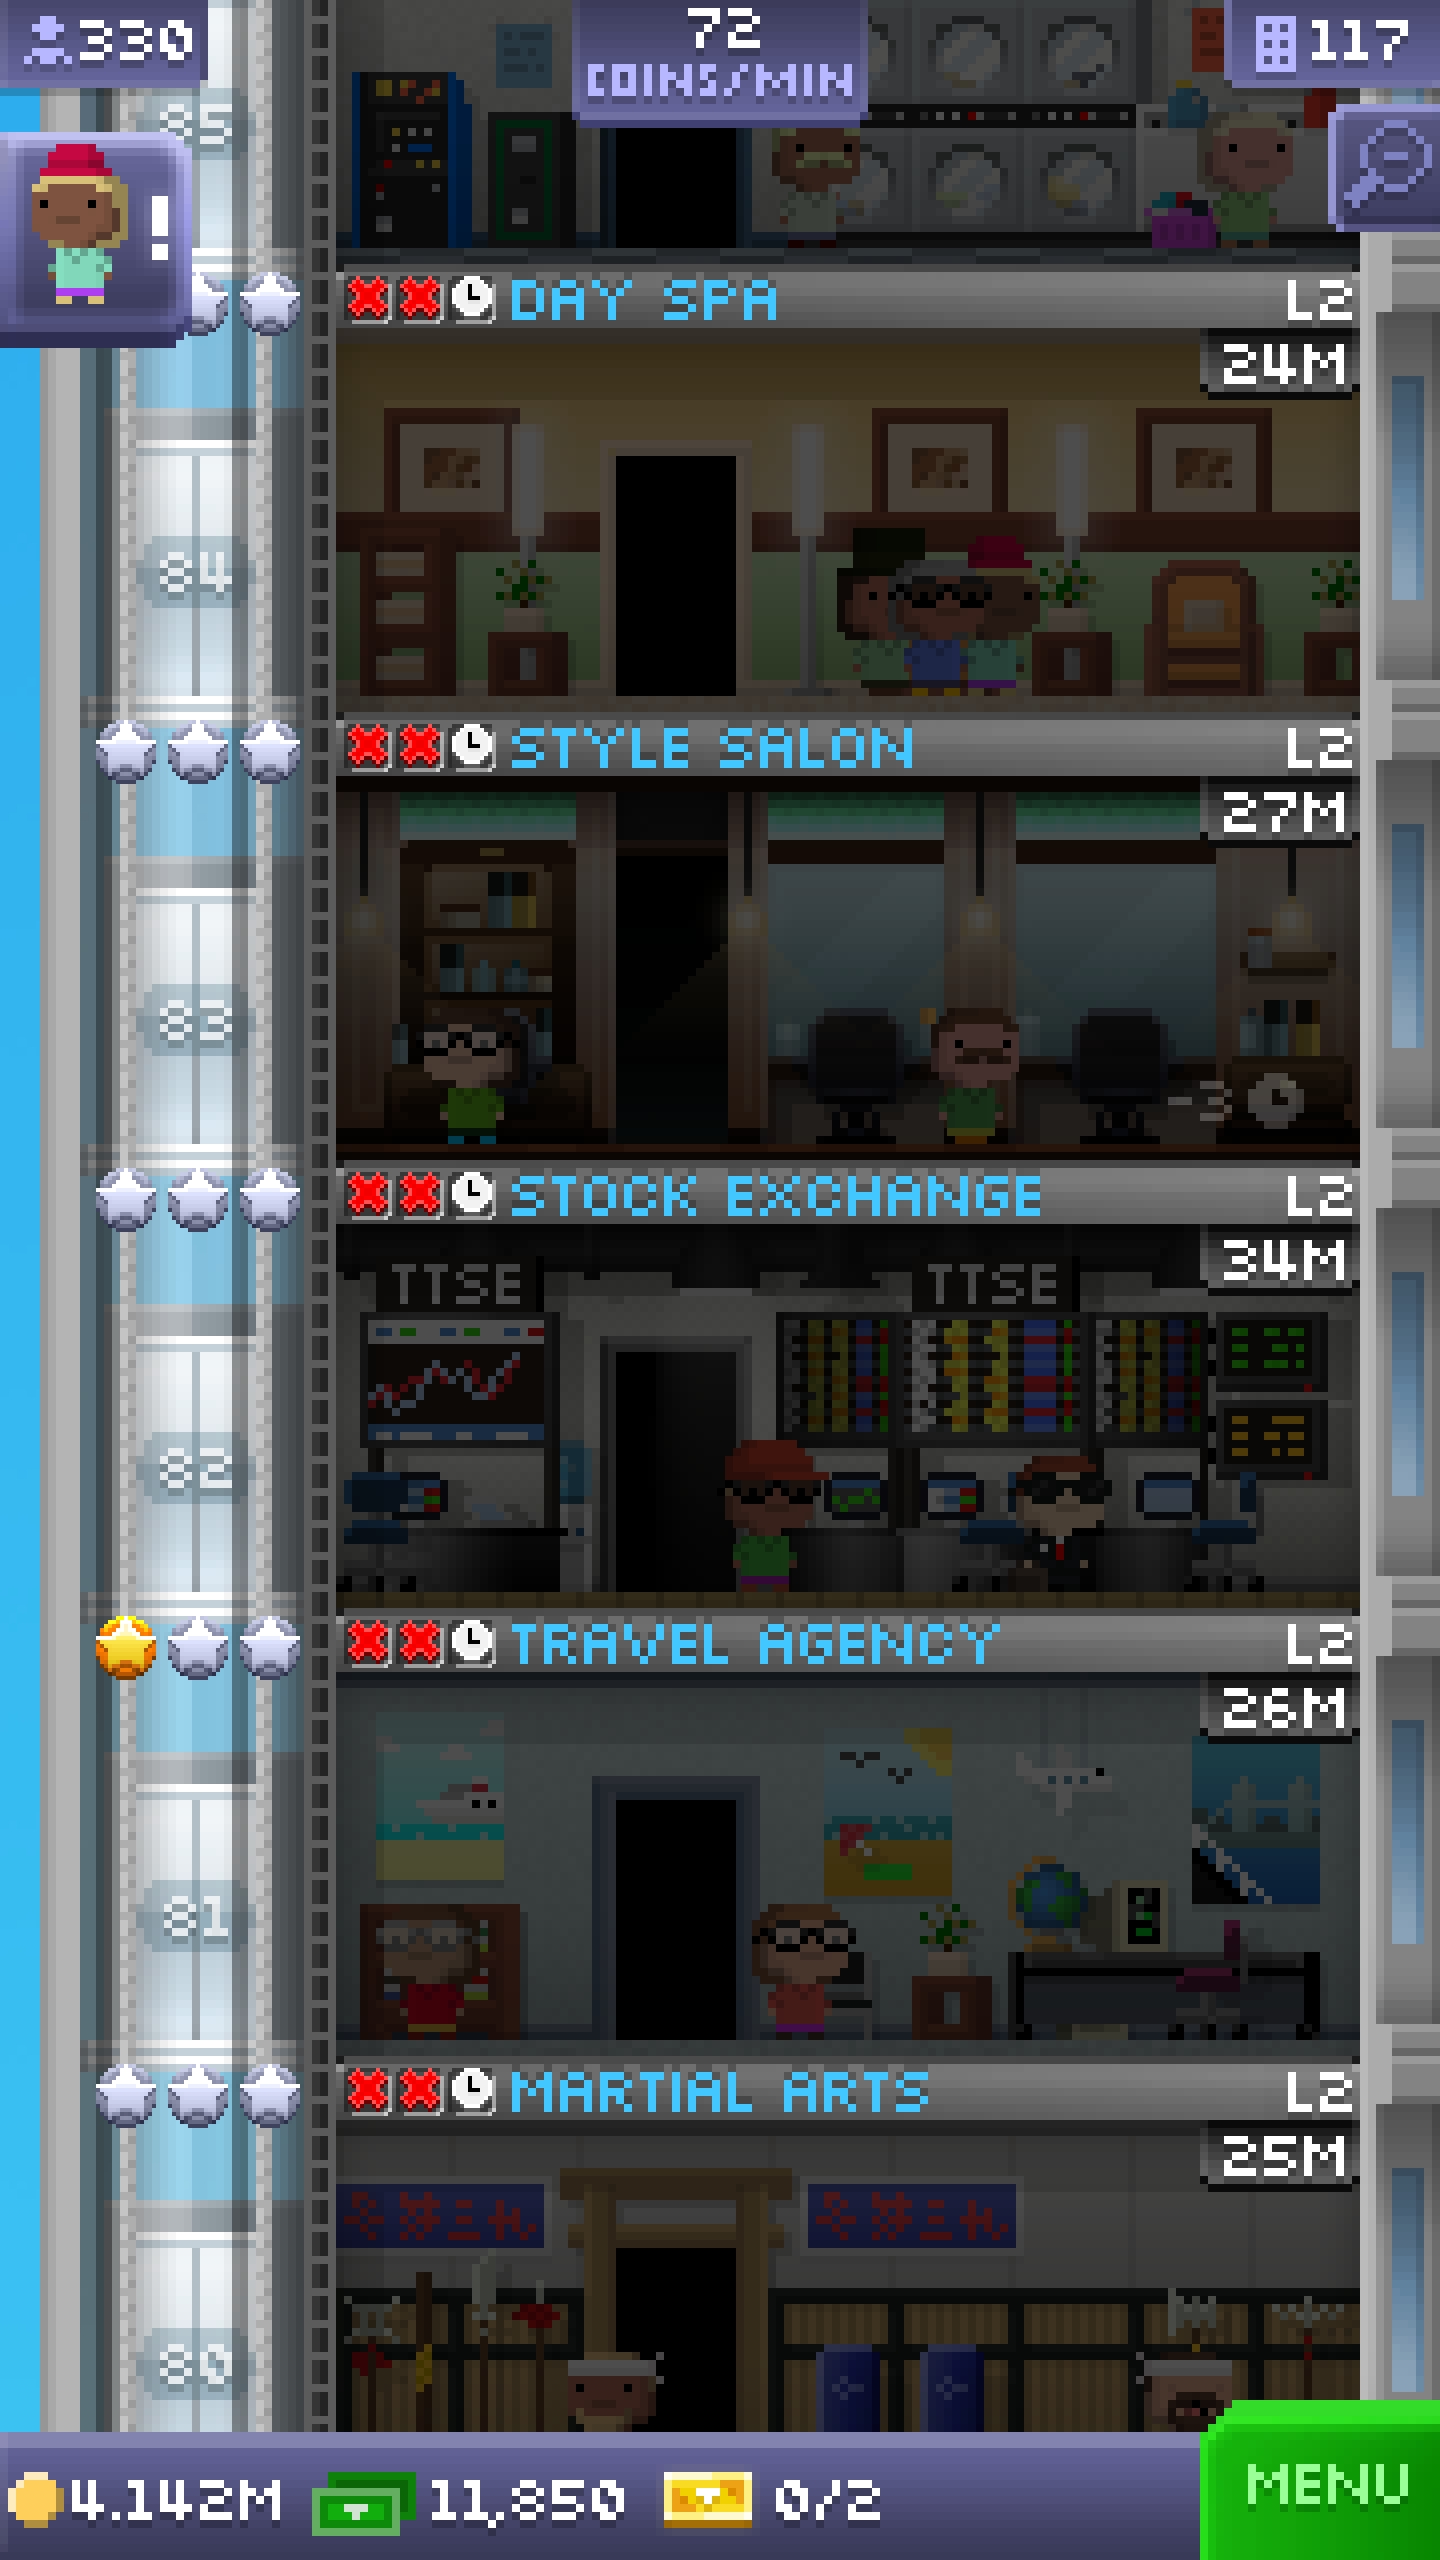 330
72
COINS/MIN
117
85
!
DAY SPA
L2
24M
84
STYLE SALON
L2
27M
83
-3
STOCK EXCHANGE
L2
34M
TTSE
TTSE
82
TRAVEL AGENCY
L2
26M
81
MARTIAL ARTS
L2
25M
80
4.142M
11,850
0/2
MENU